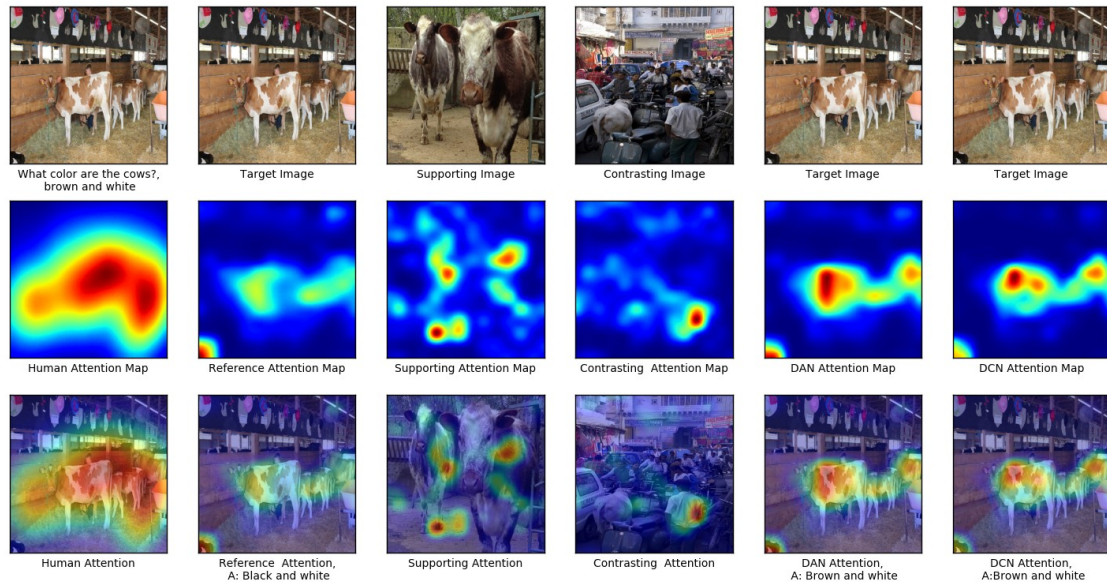 What color are the cows?,
brown and white
Target Image
Supporting Image
Contrasting Image
Target Image
Target Image
Human Attention Map
Reference Attention Map
Supporting Attention Map
Contrasting  Attention Map
DAN Attention Map
DCN Attention Map
Human Attention
Reference  Attention,
A: Black and white
Supporting Attention
Contrasting  Attention
DAN Attention,
A: Brown and white
DCN Attention,
A:Brown and white